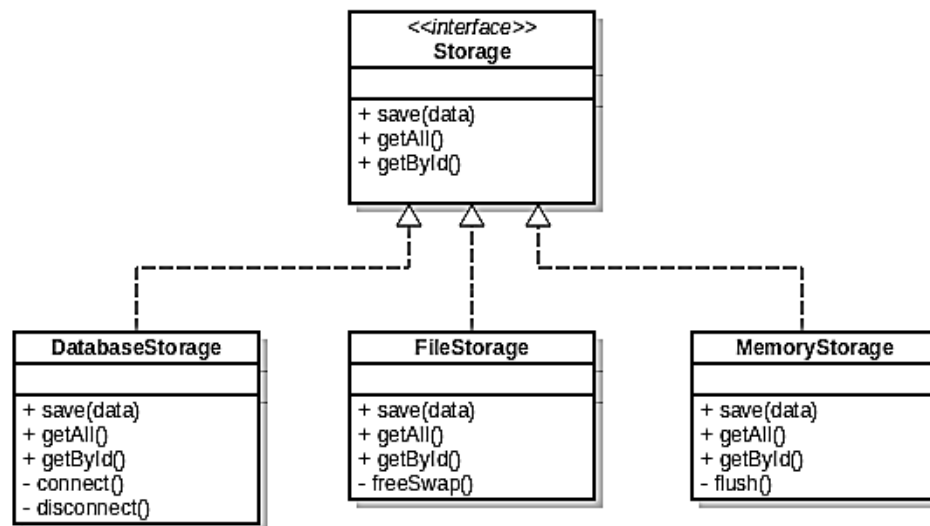 <<interface>>
Storage
+ save(data)
+ getAll()
+ getById()
DatabaseStorage
+ save(data)
+ getAll()
+ getById()
- connect()
- disconnect()
FileStorage
+ save(data)
+ getAll()
+ getById()
- freeSwap()
MemoryStorage
+ save(data)
+ getAll()
+ getById()
- flush()